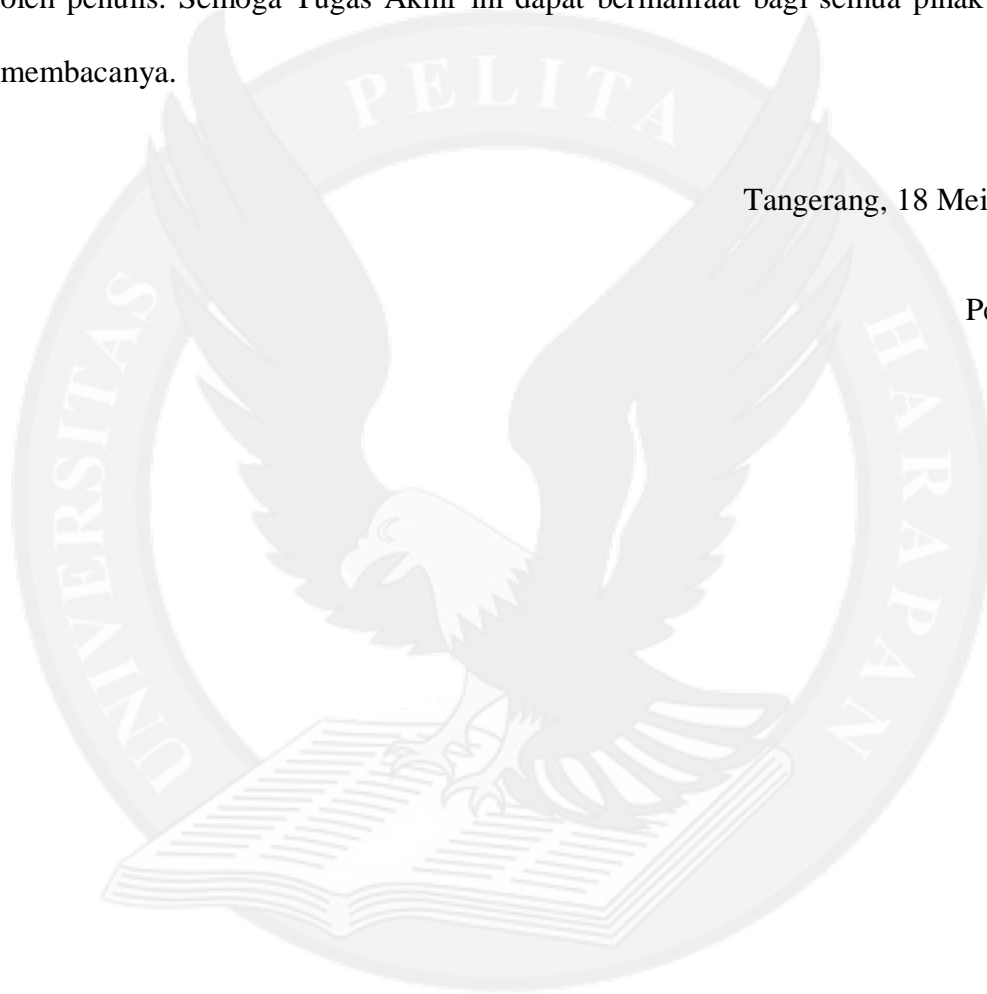 oleh penulis. Semoga Tugas Akhir ini dapat bermanfaat bagi semua pihak
membacanya.
Tangerang, 18 Mei
UNIVERSITAS PELITA HARAPAN